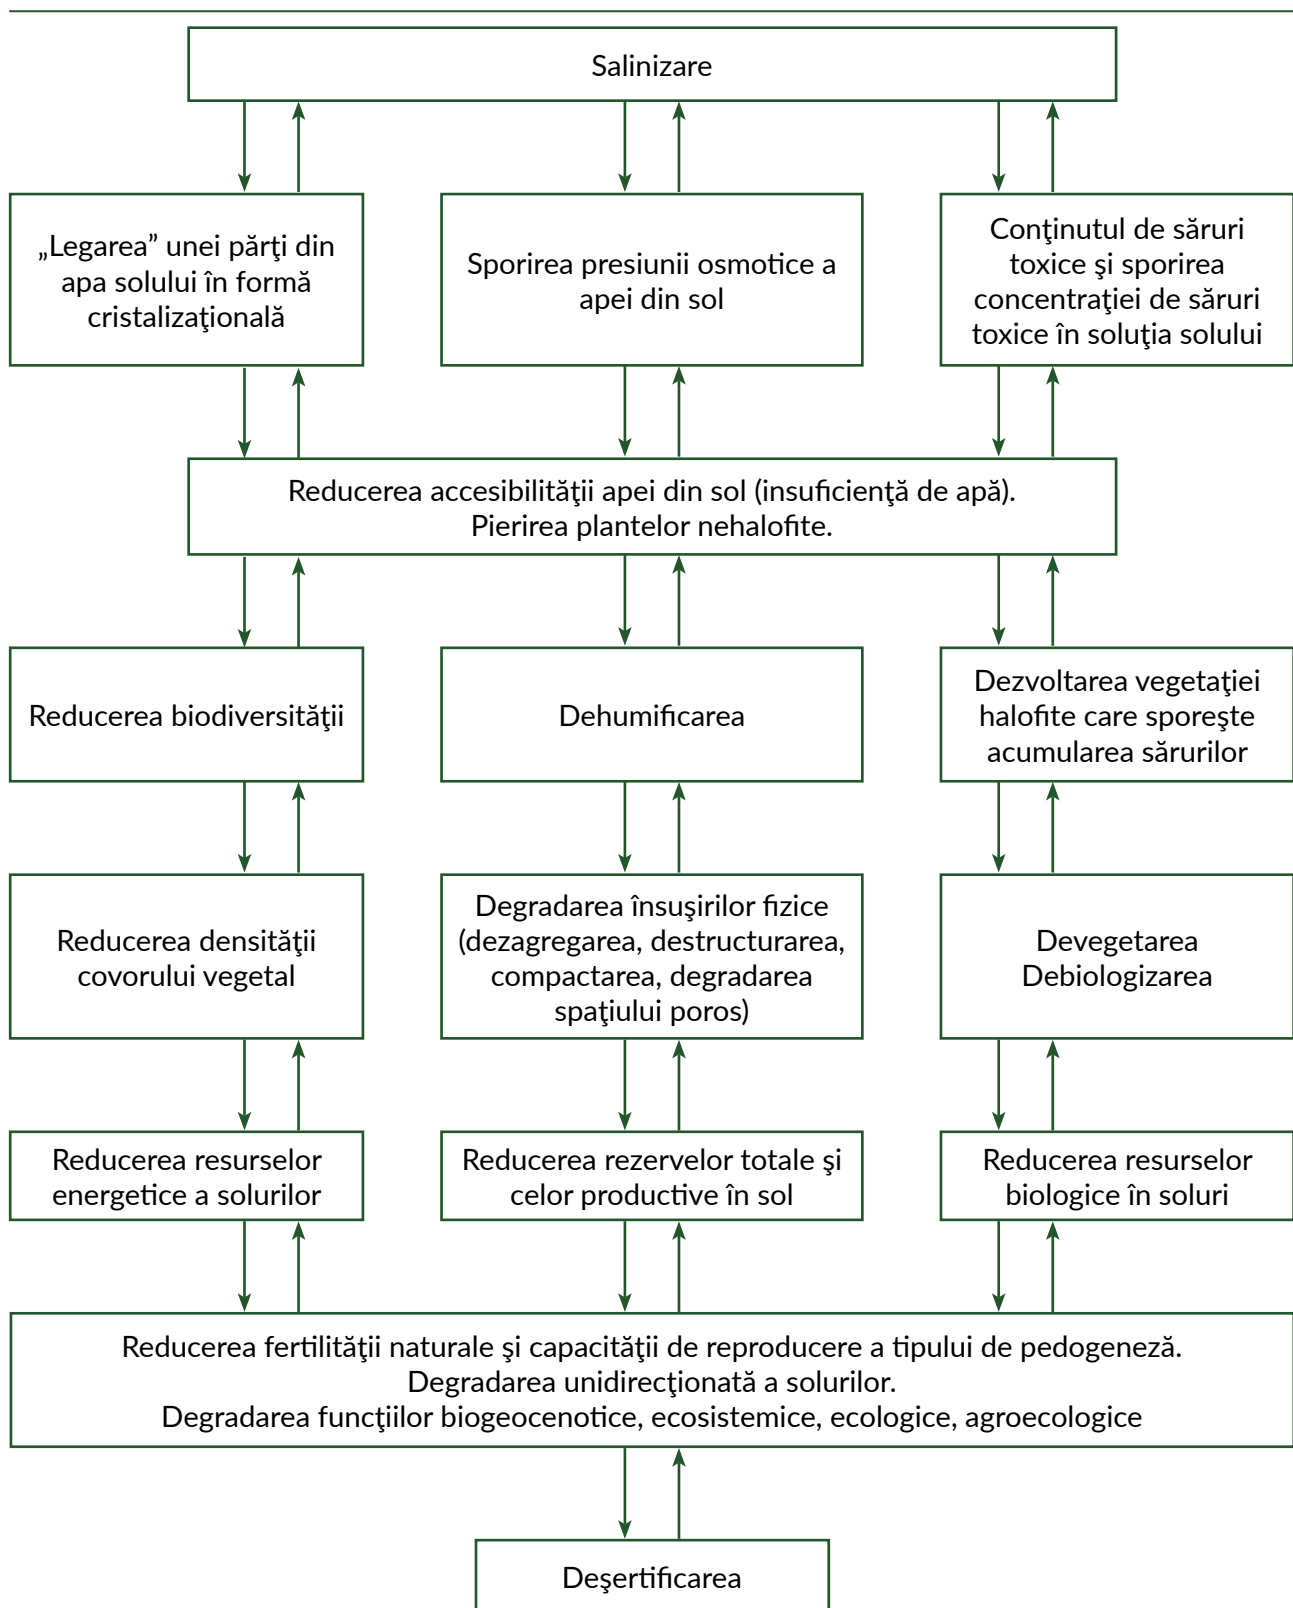 Salinizare
„Legarea” unei părţi din
apa solului în formă
cristalizaţională
Sporirea presiunii osmotice a
apei din sol
Conţinutul de săruri
toxice şi sporirea
concentraţiei de săruri
toxice în soluţia solului
Reducerea accesibilităţii apei din sol (insuficienţă de apă).
Pierirea plantelor nehalofite.
Reducerea biodiversităţii
Dehumificarea
Dezvoltarea vegetaţiei
halofite care sporeşte
acumularea sărurilor
Reducerea densităţii
covorului vegetal
Degradarea însuşirilor fizice
(dezagregarea, destructurarea,
compactarea, degradarea
spaţiului poros)
Devegetarea
Debiologizarea
Reducerea resurselor
energetice a solurilor
Reducerea rezervelor totale şi
celor productive în sol
Reducerea resurselor
biologice în soluri
Reducerea fertilităţii naturale şi capacităţii de reproducere a tipului de pedogeneză.
Degradarea unidirecţionată a solurilor.
Degradarea funcţiilor biogeocenotice, ecosistemice, ecologice, agroecologice
Deşertificarea